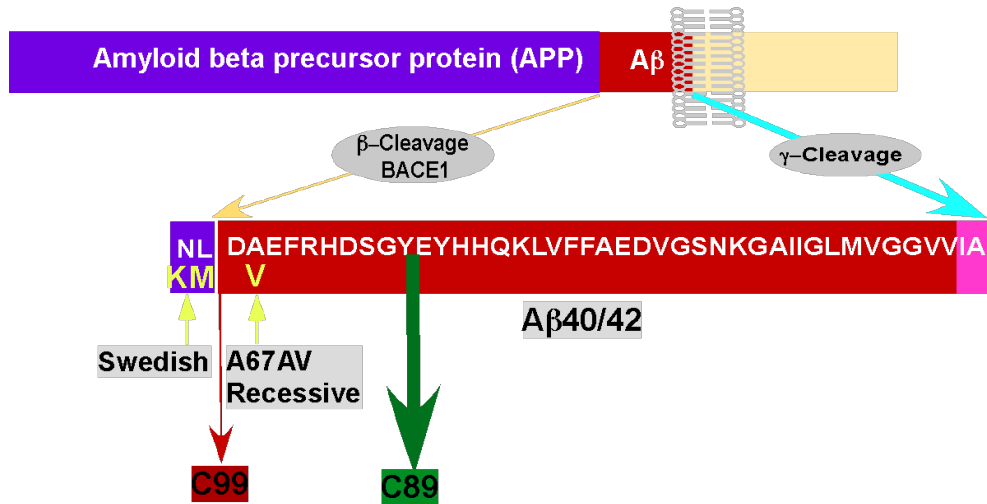 Amyloid beta precursor protein (APP)
Aβ
β–Cleavage
BACE1
γ–Cleavage
NL
DAEFRHDSGYEYHHQKLVFFAEDVGSNKGAIIGLMVGGVVIA
KM
V
Aβ40/42
Swedish
A67AV
Recessive
C99
C89